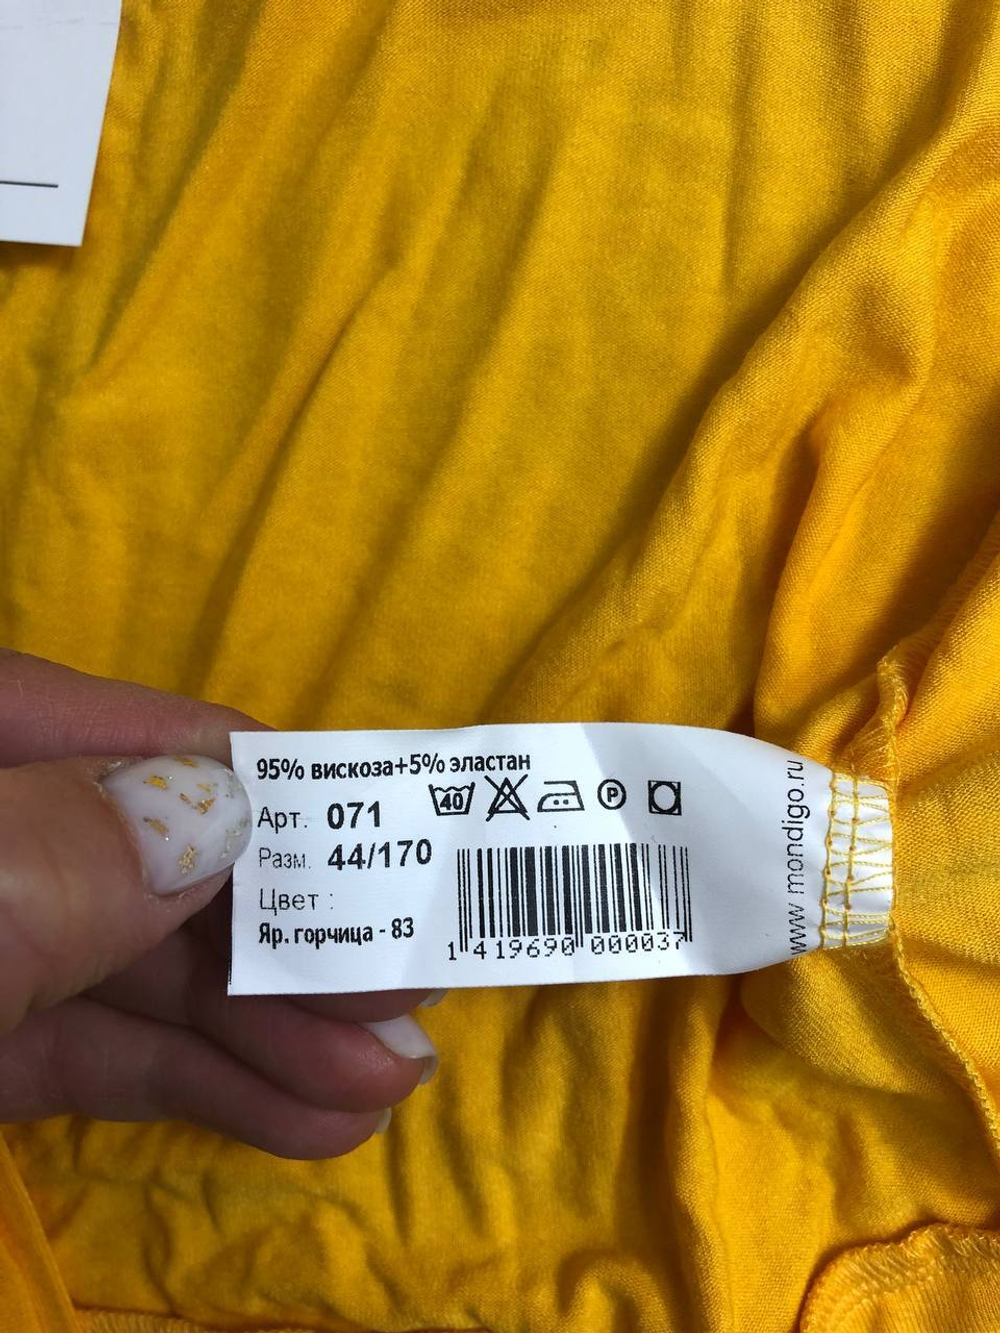 95% вискоза+5% эластан
Арт. 071
40 P
Разм. 44/170
Цвет :
Яр. горчица - 83
1 419690 000037
www mondigo.ru